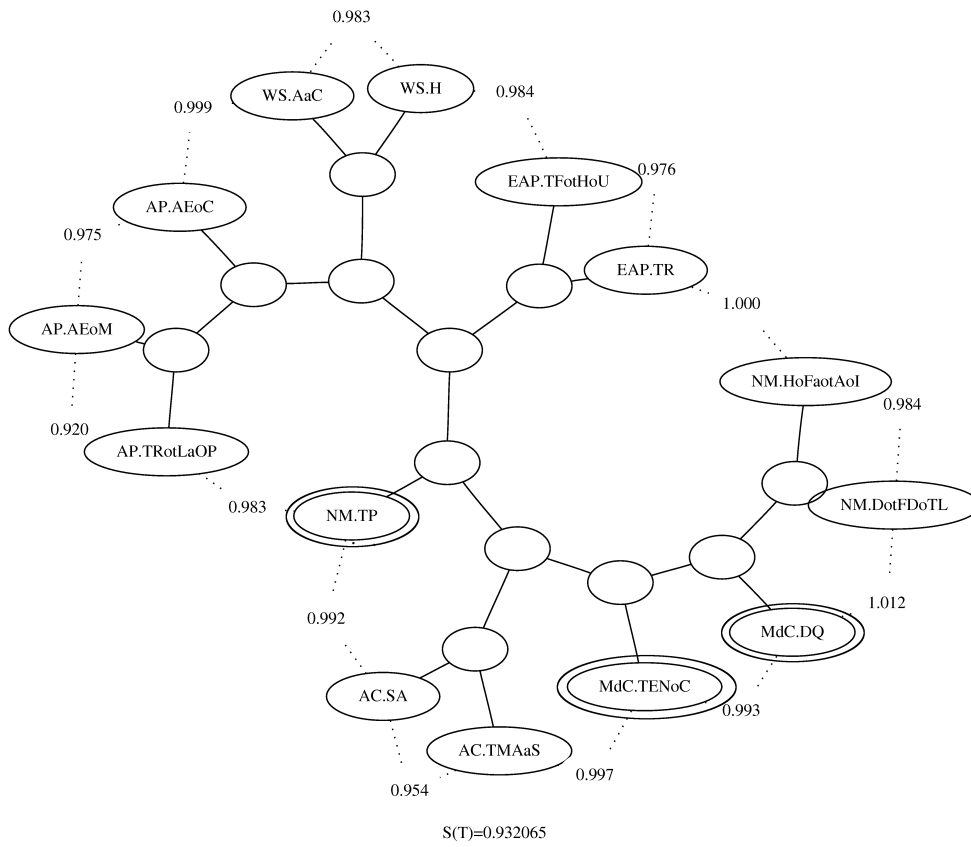 0.983
WS.AaC
WS.H
0.999
0.984
EAP.TFotHoU
0.976
AP.AEoC
0.975
EAP.TR
1.000
AP.AEoM
NM.HoFaotAoI
0.984
0.920
AP.TRotLaOP
0.983
NM.TP
NM.DotFDoTL
0.992
1.012
MdC.DQ
AC.SA
MdC.TENoC
0.993
AC.TMAaS
0.997
0.954
S(T)=0.932065